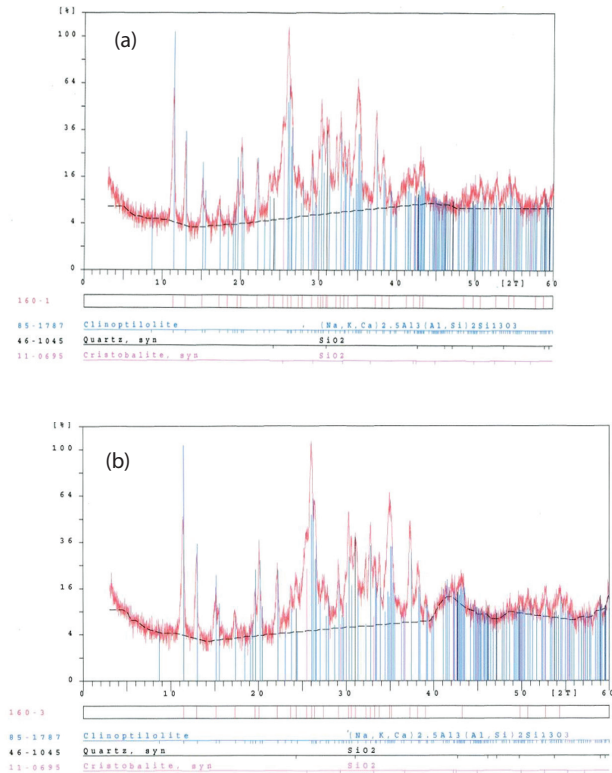 [%]
(a)
100
64
36
16
4
0
10 20 30 40 50 [2T] 60
160-1
85-1787 Clinoptilolite (Na,K,Ca)2.5Al3(Al,Si)2Si13O3
46-1045 Quartz, syn SiO2
11-0695 Cristobalite, syn SiO2
[%]
(b)
100
64
36
16
4
0
0 10 20 30 40 50 [2T] 60
160-3
85-1787 Clinoptilolite (Na,K,Ca)2.5Al3(Al,Si)2Si13O3
46-1045 Quartz, syn SiO2
11-0695 Cristobalite, syn SiO2